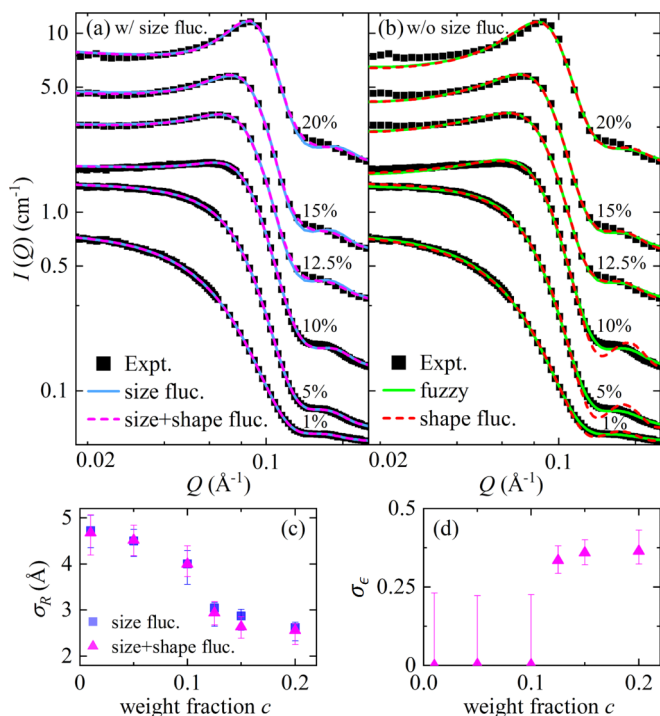 (a) w/ size fluc.
(b) w/o size fluc.
10
5.0
1.0
0.5
0.1
I(Q) (cm⁻¹)
20%
15%
12.5%
10%
5%
1%
Expt.
size fluc.
size+shape fluc.
20%
15%
12.5%
10%
5%
1%
Expt.
fuzzy
shape fluc.
0.02
0.1
0.02
0.1
Q (Å⁻¹)
Q (Å⁻¹)
(c)
5
4
3
2
σ_R (Å)
size fluc.
size+shape fluc.
0.0
0.1
0.2
weight fraction c
(d)
0.5
0.25
0
σ_ϵ
0.0
0.1
0.2
weight fraction c